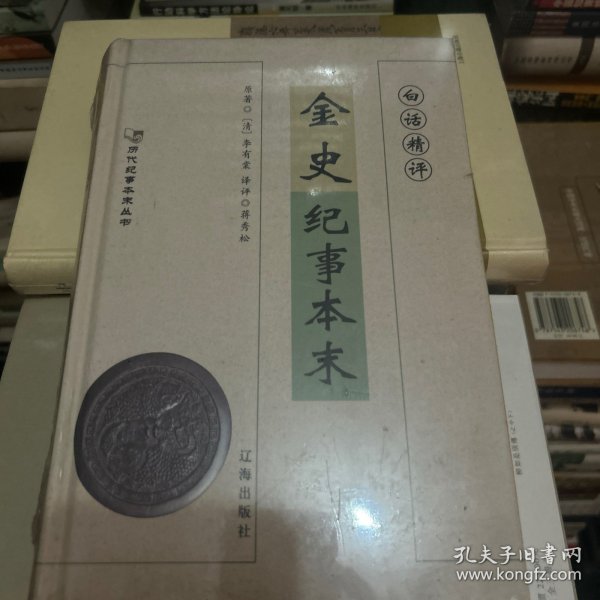 白话精评
金史纪事本末
原著◎[清]李有棠 译评◎蒋秀松
历代纪事本末丛书
辽海出版社
孔夫子旧书网
www.kongfz.com